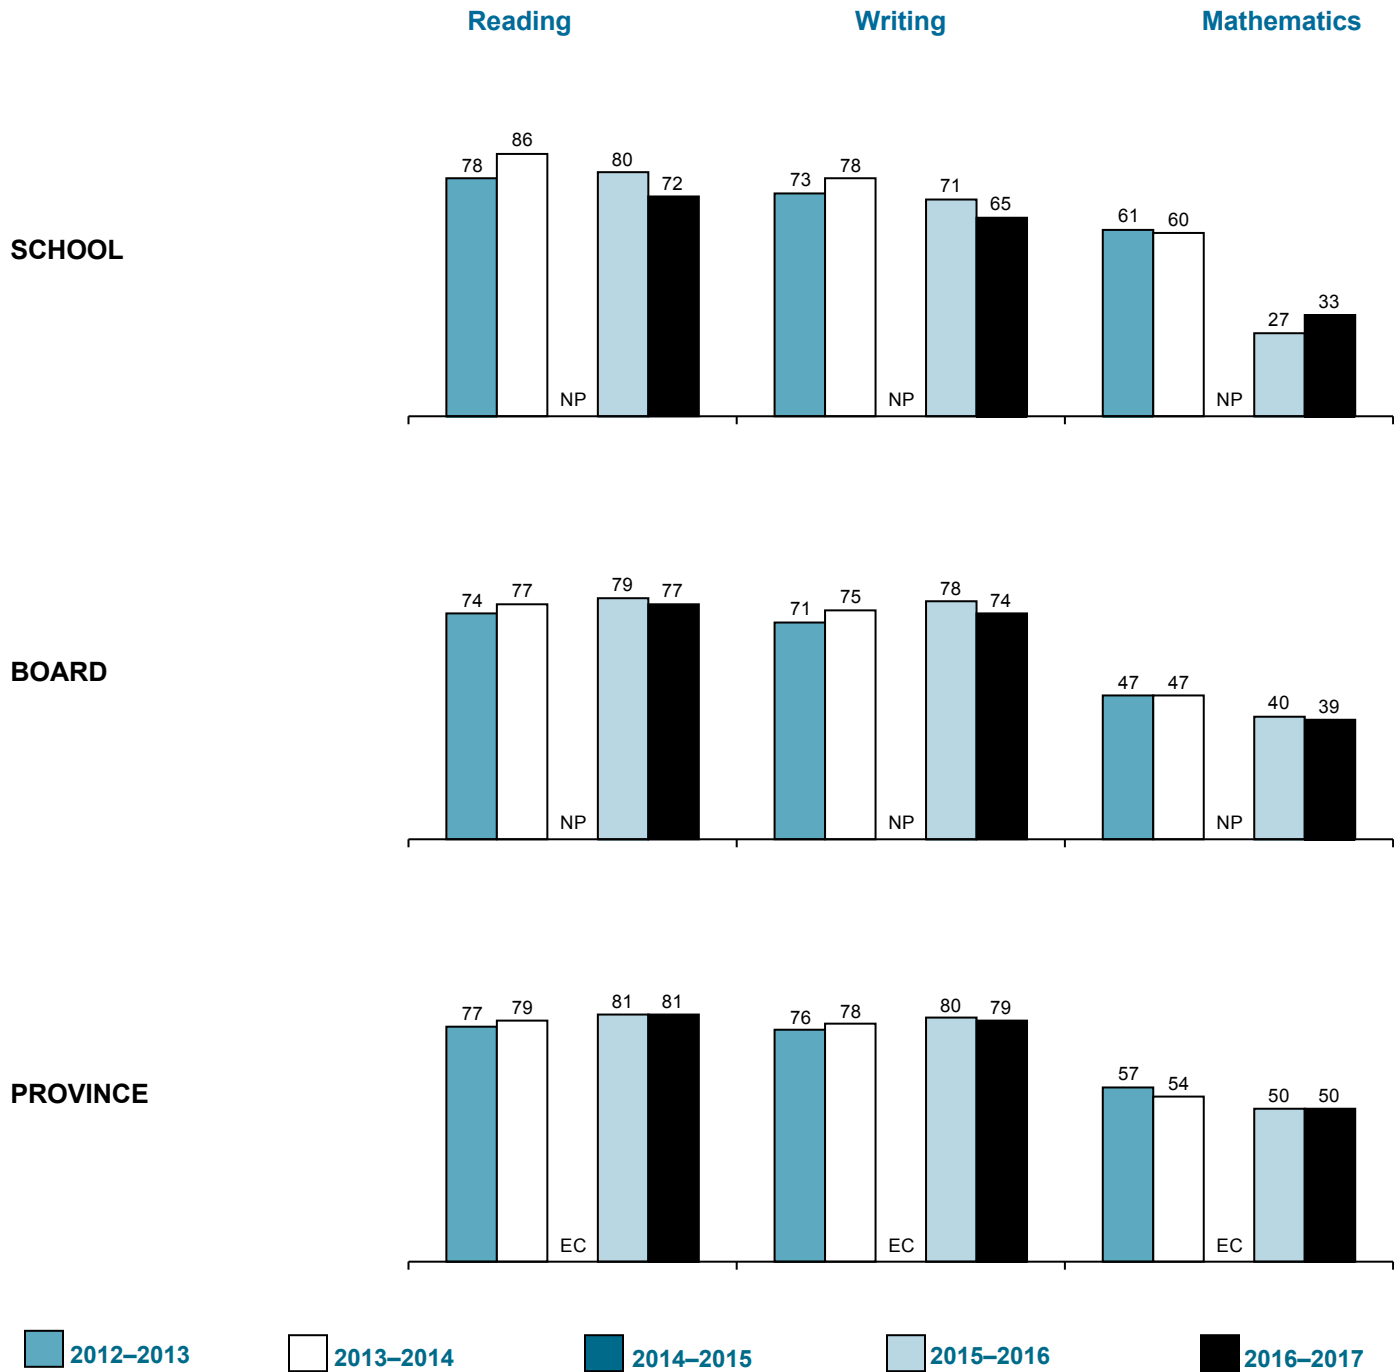 Reading Writing Mathematics
SCHOOL
78 86 NP 80 72 73 78 NP 71 65 61 60 NP 27 33
BOARD
74 77 NP 79 77 71 75 NP 78 74 47 47 NP 40 39
PROVINCE
77 79 EC 81 81 76 78 EC 80 79 57 54 EC 50 50
2012–2013 2013–2014 2014–2015 2015–2016 2016–2017